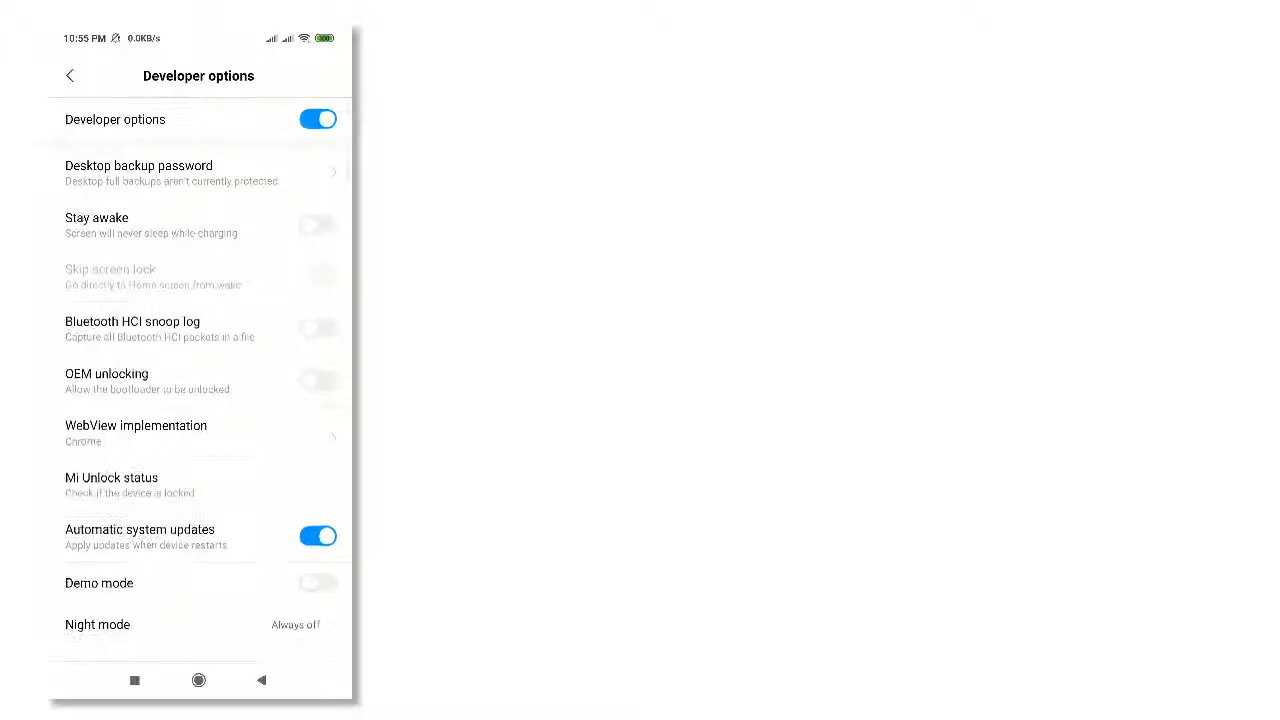 10:55 PM 0.0KB/s
Developer options
Developer options
Desktop backup password
Desktop full backups aren't currently protected
Stay awake
Screen will never sleep while charging
Skip screen lock
Go directly to Home screen from wake
Bluetooth HCI snoop log
Capture all Bluetooth HCI packets in a file
OEM unlocking
Allow the bootloader to be unlocked
WebView implementation
Chrome
Mi Unlock status
Check if the device is locked
Automatic system updates
Apply updates when device restarts
Demo mode
Night mode Always off